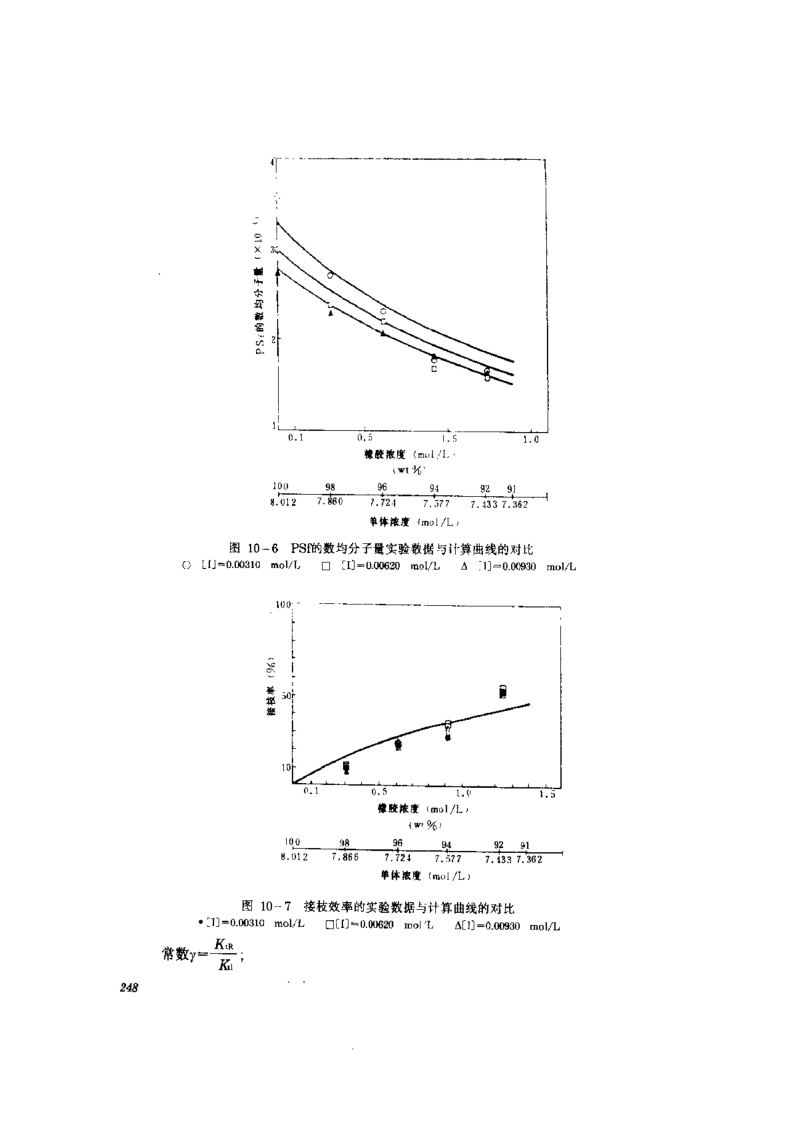 4
3
2
1
PSf的数均分子量 (×10
0.1 0.5 1.5 1.0
橡胶浓度 (mol/L)
(wt%)
100 98 96 94 92 91
8.012 7.860 7.724 7.577 7.433 7.362
单体浓度 (mol/L)
图 10-6 PSf的数均分子量实验数据与计算曲线的对比
○ [I]=0.00310 mol/L □ [I]=0.00620 mol/L Δ [I]=0.00930 mol/L
100
50
10
接枝率 (%)
0.1 0.5 1.0 1.5
橡胶浓度 (mol/L)
(wt%)
100 98 96 94 92 91
8.012 7.866 7.724 7.577 7.433 7.362
单体浓度 (mol/L)
图 10-7 接枝效率的实验数据与计算曲线的对比
•[I]=0.00310 mol/L □[I]=0.00620 mol/L Δ[I]=0.00930 mol/L
常数γ=KtR/Kil;
248